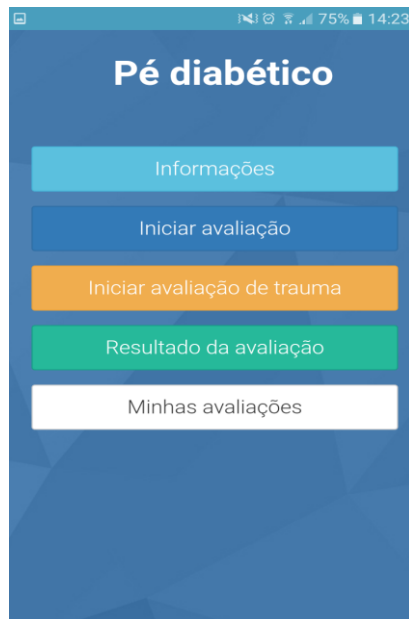 75% 14:23
Pé diabético
Informações
Iniciar avaliação
Iniciar avaliação de trauma
Resultado da avaliação
Minhas avaliações